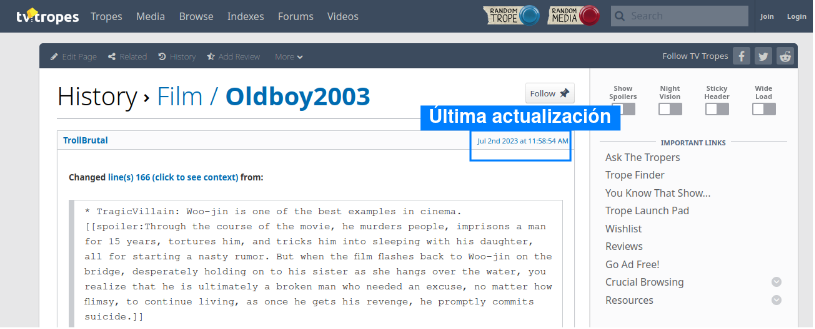 tv tropes Tropes Media Browse Indexes Forums Videos RANDOM TROPE RANDOM MEDIA Search Join Login
Edit Page Related History Add Review More Follow TV Tropes
History › Film / Oldboy2003
Follow
Última actualización
TrollBrutal Jul 2nd 2023 at 11:58:54 AM
Changed line(s) 166 (click to see context) from:
* TragicVillain: Woo-jin is one of the best examples in cinema.
[[spoiler:Through the course of the movie, he murders people, imprisons a man
for 15 years, tortures him, and tricks him into sleeping with his daughter,
all for starting a nasty rumor. But when the film flashes back to Woo-jin on the
bridge, desperately holding on to his sister as she hangs over the water, you
realize that he is ultimately a broken man who needed an excuse, no matter how
flimsy, to continue living, as once he gets his revenge, he promptly commits
suicide.]]
Show Spoilers
Night Vision
Sticky Header
Wide Load
IMPORTANT LINKS
Ask The Tropers
Trope Finder
You Know That Show...
Trope Launch Pad
Wishlist
Reviews
Go Ad Free!
Crucial Browsing
Resources